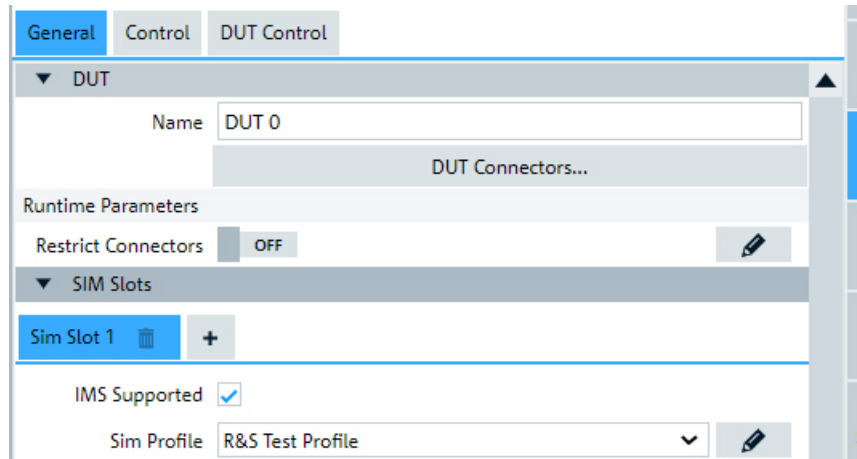 General Control DUT Control
DUT
Name DUT 0
DUT Connectors...
Runtime Parameters
Restrict Connectors OFF
SIM Slots
Sim Slot 1 +
IMS Supported
Sim Profile R&S Test Profile